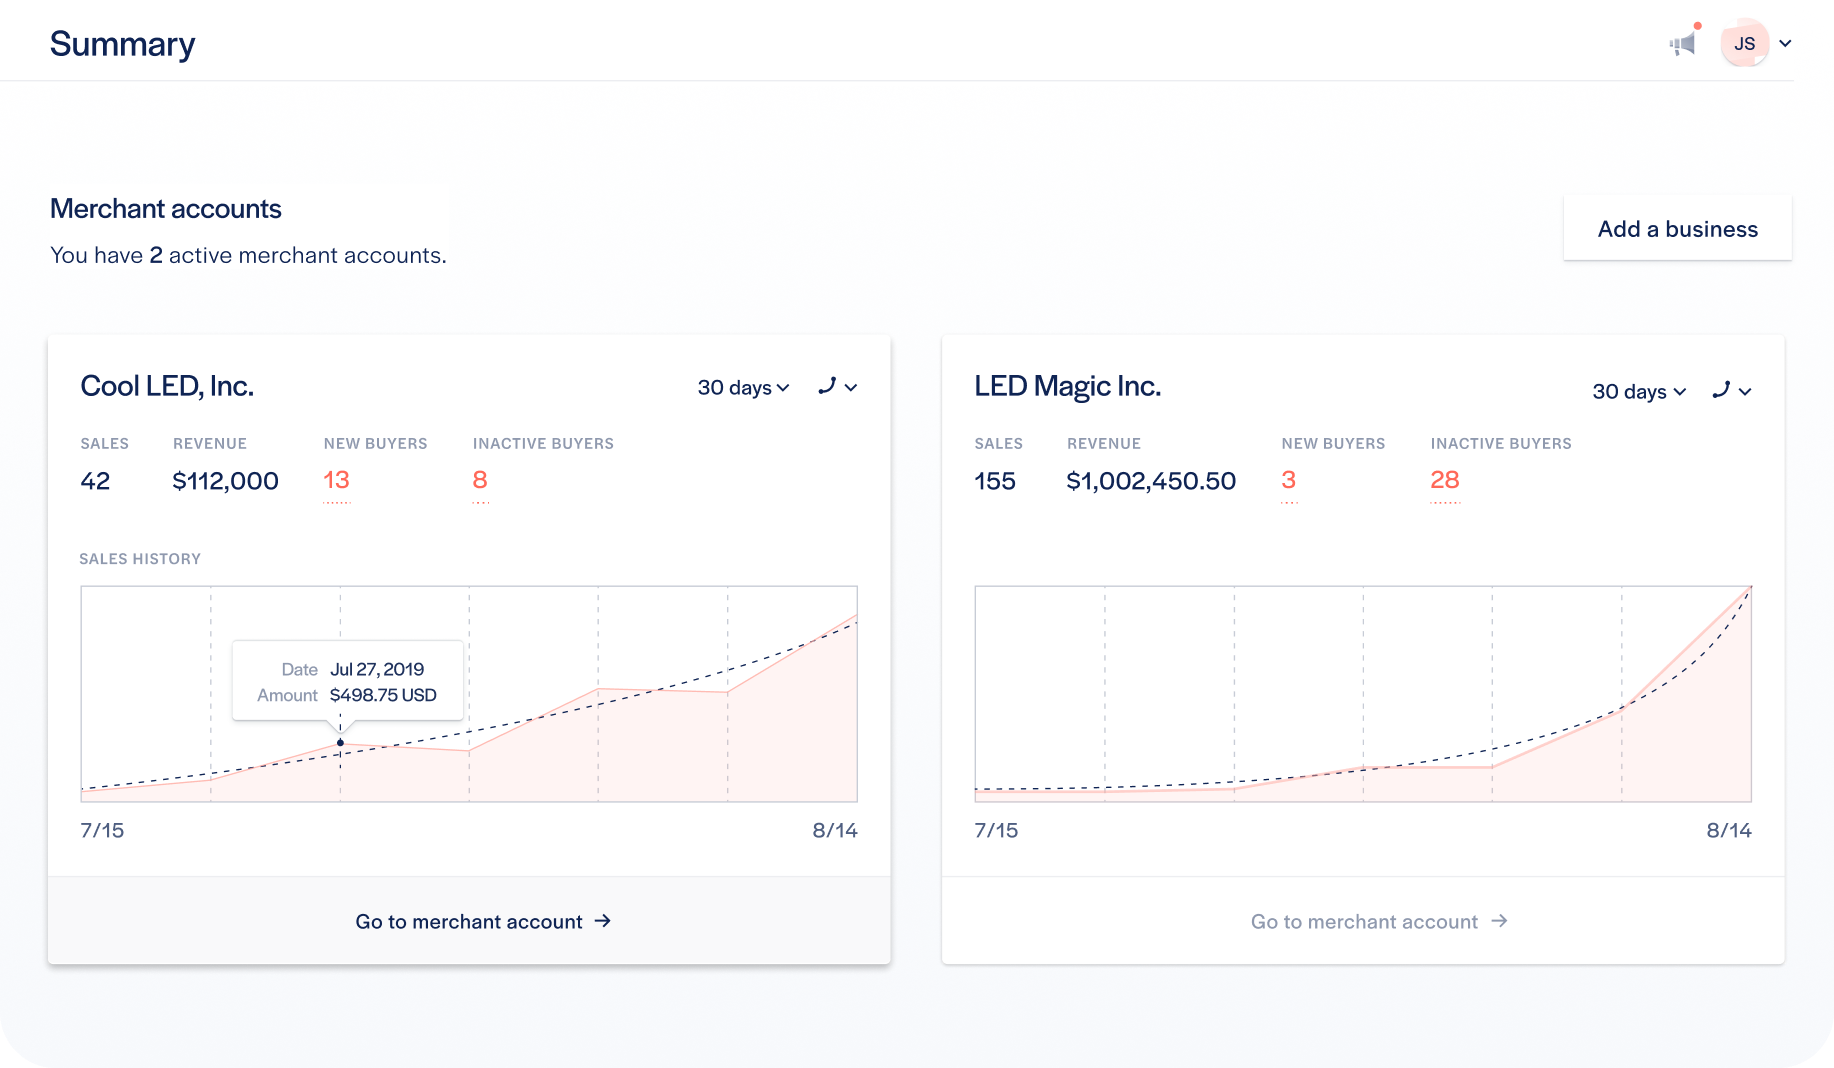 Summary
JS
Merchant accounts
You have 2 active merchant accounts.
Add a business
Cool LED, Inc.
30 days
SALES REVENUE NEW BUYERS INACTIVE BUYERS
42 $112,000 13 8
SALES HISTORY
Date Jul 27, 2019
Amount $498.75 USD
7/15 8/14
Go to merchant account →
LED Magic Inc.
30 days
SALES REVENUE NEW BUYERS INACTIVE BUYERS
155 $1,002,450.50 3 28
7/15 8/14
Go to merchant account →